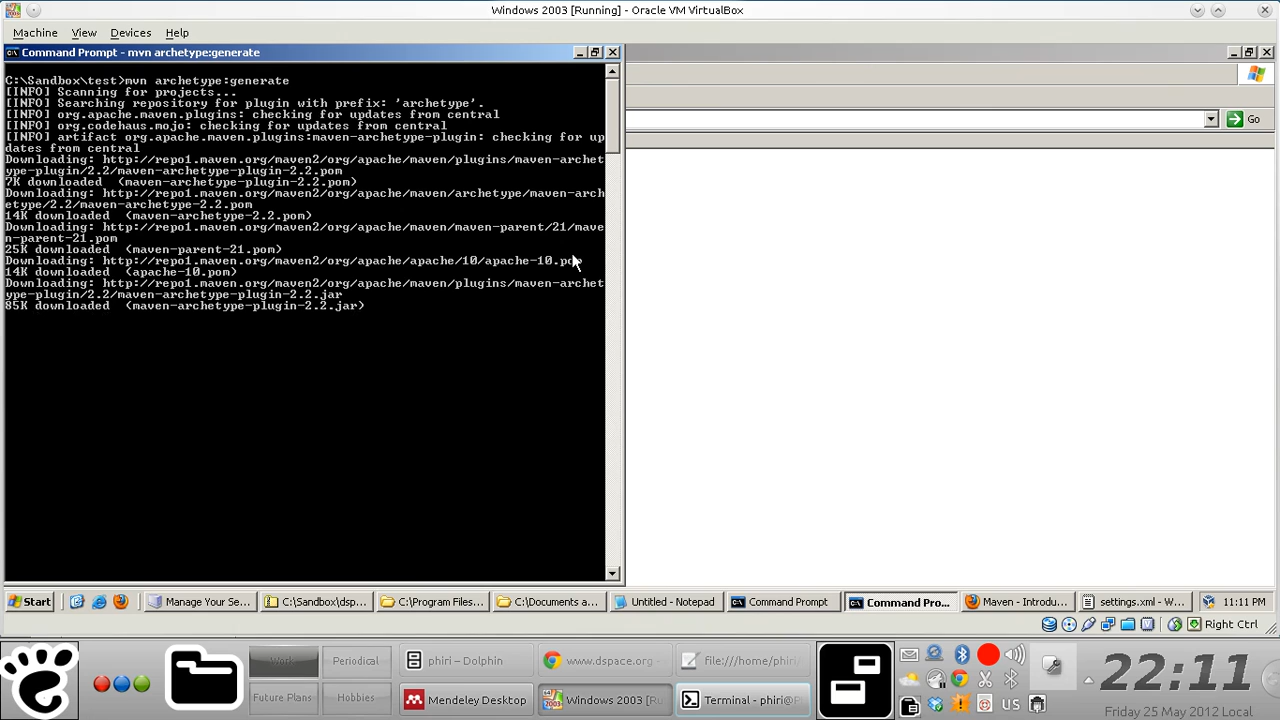 Windows 2003 [Running] - Oracle VM VirtualBox
Machine View Devices Help
Command Prompt - mvn archetype:generate
C:\Sandbox\test>mvn archetype:generate
[INFO] Scanning for projects...
[INFO] Searching repository for plugin with prefix: 'archetype'.
[INFO] org.apache.maven.plugins: checking for updates from central
[INFO] org.codehaus.mojo: checking for updates from central
[INFO] artifact org.apache.maven.plugins:maven-archetype-plugin: checking for up
dates from central
Downloading: http://repo1.maven.org/maven2/org/apache/maven/plugins/maven-archet
ype-plugin/2.2/maven-archetype-plugin-2.2.pom
7K downloaded  (maven-archetype-plugin-2.2.pom)
Downloading: http://repo1.maven.org/maven2/org/apache/maven/archetype/maven-arch
etype/2.2/maven-archetype-2.2.pom
14K downloaded  (maven-archetype-2.2.pom)
Downloading: http://repo1.maven.org/maven2/org/apache/maven/maven-parent/21/mave
n-parent-21.pom
25K downloaded  (maven-parent-21.pom)
Downloading: http://repo1.maven.org/maven2/org/apache/apache/10/apache-10.pom
14K downloaded  (apache-10.pom)
Downloading: http://repo1.maven.org/maven2/org/apache/maven/plugins/maven-archet
ype-plugin/2.2/maven-archetype-plugin-2.2.jar
85K downloaded  (maven-archetype-plugin-2.2.jar)
Go
Start Manage Your Se... C:\Sandbox\dsp... C:\Program Files... C:\Documents a... Untitled - Notepad Command Prompt Command Pro... Maven - Introdu... settings.xml - W... 11:11 PM
Right Ctrl
Work Periodical phiri – Dolphin www.dspace.org file:///home/phiri
Future Plans Hobbies Mendeley Desktop Windows 2003 [Ru Terminal - phiri@P
US
22:11
Friday 25 May 2012 Local